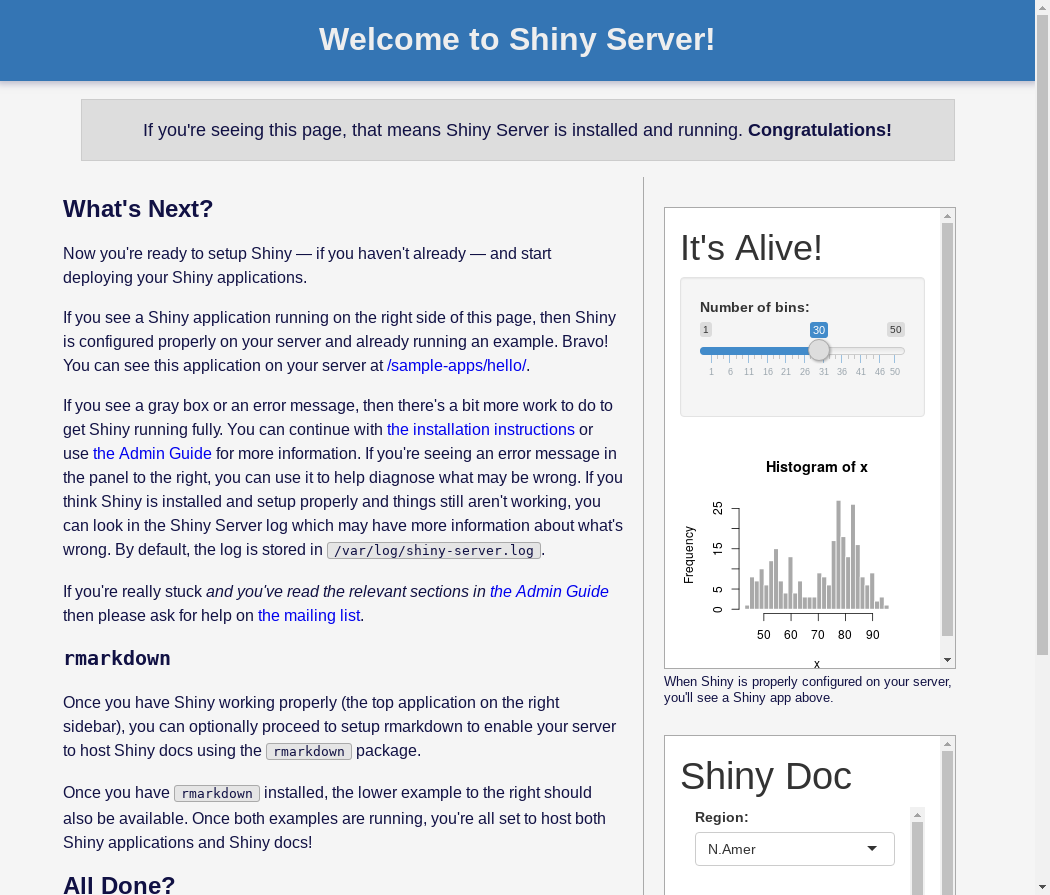 Welcome to Shiny Server!
If you're seeing this page, that means Shiny Server is installed and running. Congratulations!
What's Next?
Now you're ready to setup Shiny — if you haven't already — and start
deploying your Shiny applications.
If you see a Shiny application running on the right side of this page, then Shiny
is configured properly on your server and already running an example. Bravo!
You can see this application on your server at /sample-apps/hello/.
If you see a gray box or an error message, then there's a bit more work to do to
get Shiny running fully. You can continue with the installation instructions or
use the Admin Guide for more information. If you're seeing an error message in
the panel to the right, you can use it to help diagnose what may be wrong. If you
think Shiny is installed and setup properly and things still aren't working, you
can look in the Shiny Server log which may have more information about what's
wrong. By default, the log is stored in /var/log/shiny-server.log.
If you're really stuck and you've read the relevant sections in the Admin Guide
then please ask for help on the mailing list.
rmarkdown
Once you have Shiny working properly (the top application on the right
sidebar), you can optionally proceed to setup rmarkdown to enable your server
to host Shiny docs using the rmarkdown package.
Once you have rmarkdown installed, the lower example to the right should
also be available. Once both examples are running, you're all set to host both
Shiny applications and Shiny docs!
All Done?
It's Alive!
Number of bins:
1 30 50
1 6 11 16 21 26 31 36 41 46 50
Histogram of x
Frequency
25
15
5
0
50 60 70 80 90
x
When Shiny is properly configured on your server,
you'll see a Shiny app above.
Shiny Doc
Region:
N.Amer